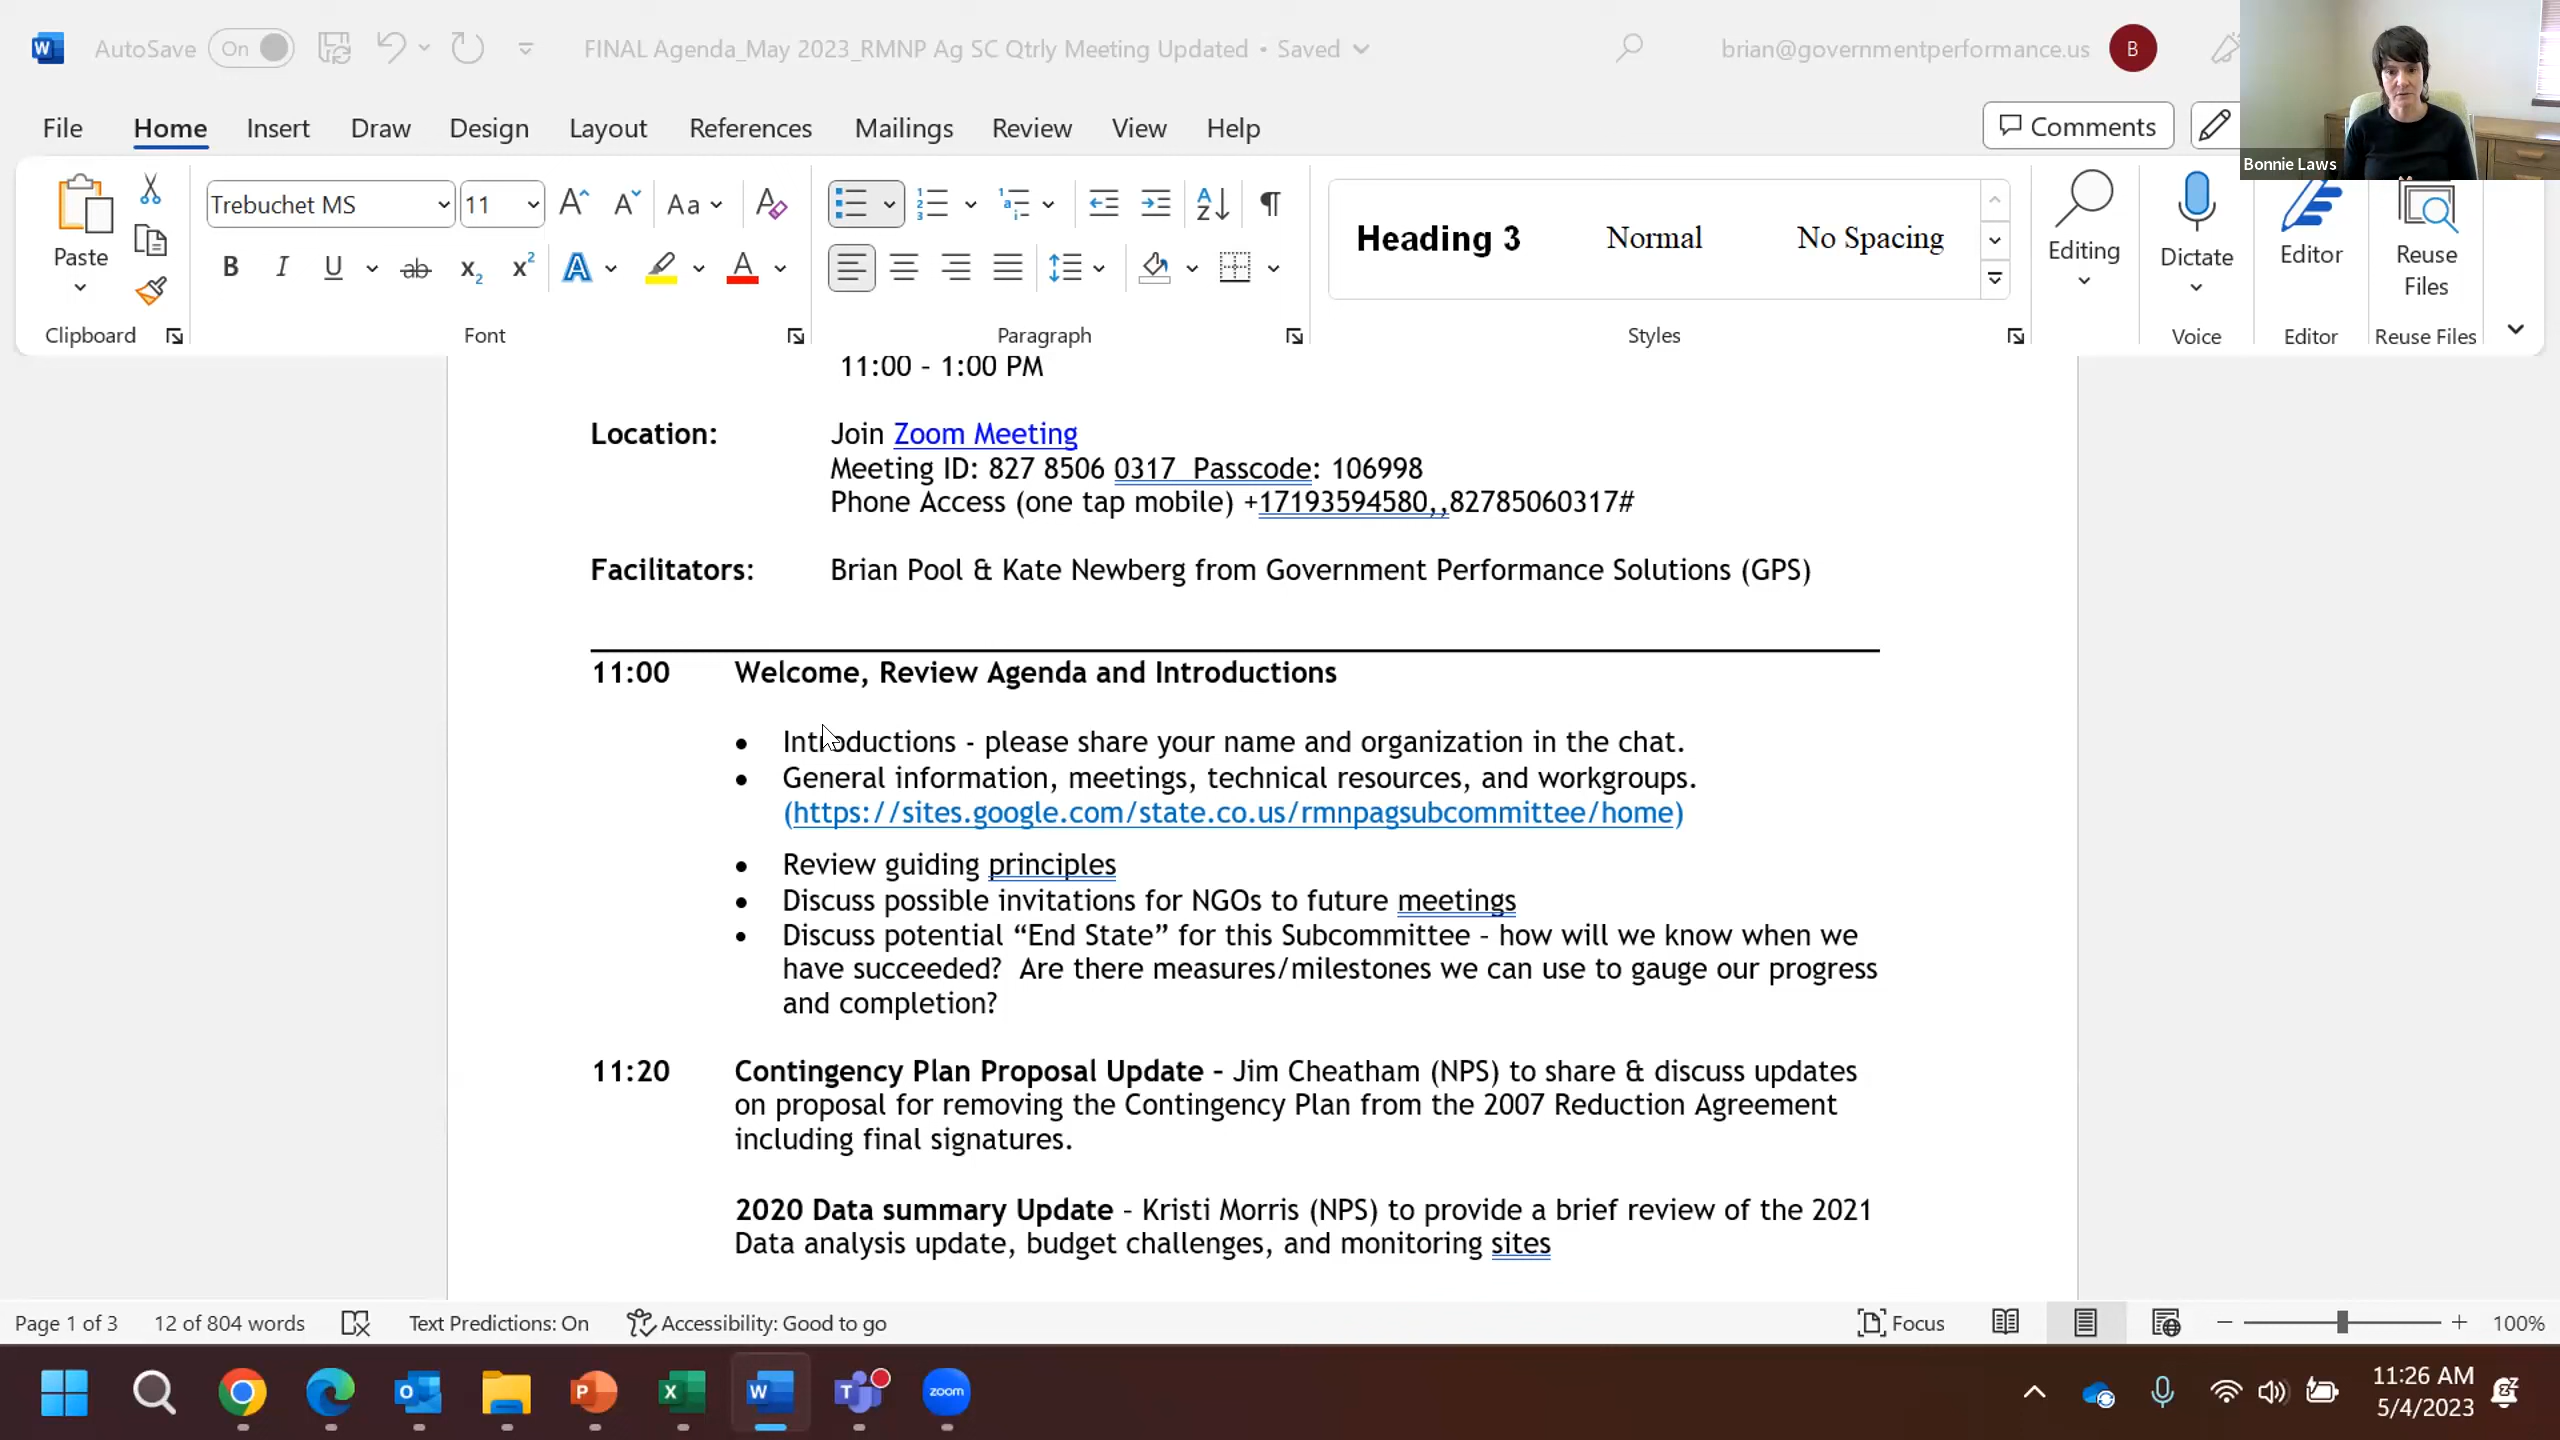 AutoSave On FINAL Agenda_May 2023_RMNP Ag SC Qtrly Meeting Updated • Saved brian@governmentperformance.us B
File Home Insert Draw Design Layout References Mailings Review View Help Comments
Bonnie Laws
Trebuchet MS 11 Aa
Paste
Heading 3 Normal No Spacing
Editing Dictate Editor Reuse Files
Clipboard Font Paragraph Styles Voice Editor Reuse Files
11:00 - 1:00 PM
Location: Join Zoom Meeting
Meeting ID: 827 8506 0317 Passcode: 106998
Phone Access (one tap mobile) +17193594580,,82785060317#
Facilitators: Brian Pool & Kate Newberg from Government Performance Solutions (GPS)
11:00 Welcome, Review Agenda and Introductions
• Introductions - please share your name and organization in the chat.
• General information, meetings, technical resources, and workgroups.
(https://sites.google.com/state.co.us/rmnpagsubcommittee/home)
• Review guiding principles
• Discuss possible invitations for NGOs to future meetings
• Discuss potential “End State” for this Subcommittee - how will we know when we
have succeeded? Are there measures/milestones we can use to gauge our progress
and completion?
11:20 Contingency Plan Proposal Update - Jim Cheatham (NPS) to share & discuss updates
on proposal for removing the Contingency Plan from the 2007 Reduction Agreement
including final signatures.
2020 Data summary Update - Kristi Morris (NPS) to provide a brief review of the 2021
Data analysis update, budget challenges, and monitoring sites
Page 1 of 3 12 of 804 words Text Predictions: On Accessibility: Good to go Focus 100%
zoom 11:26 AM
5/4/2023